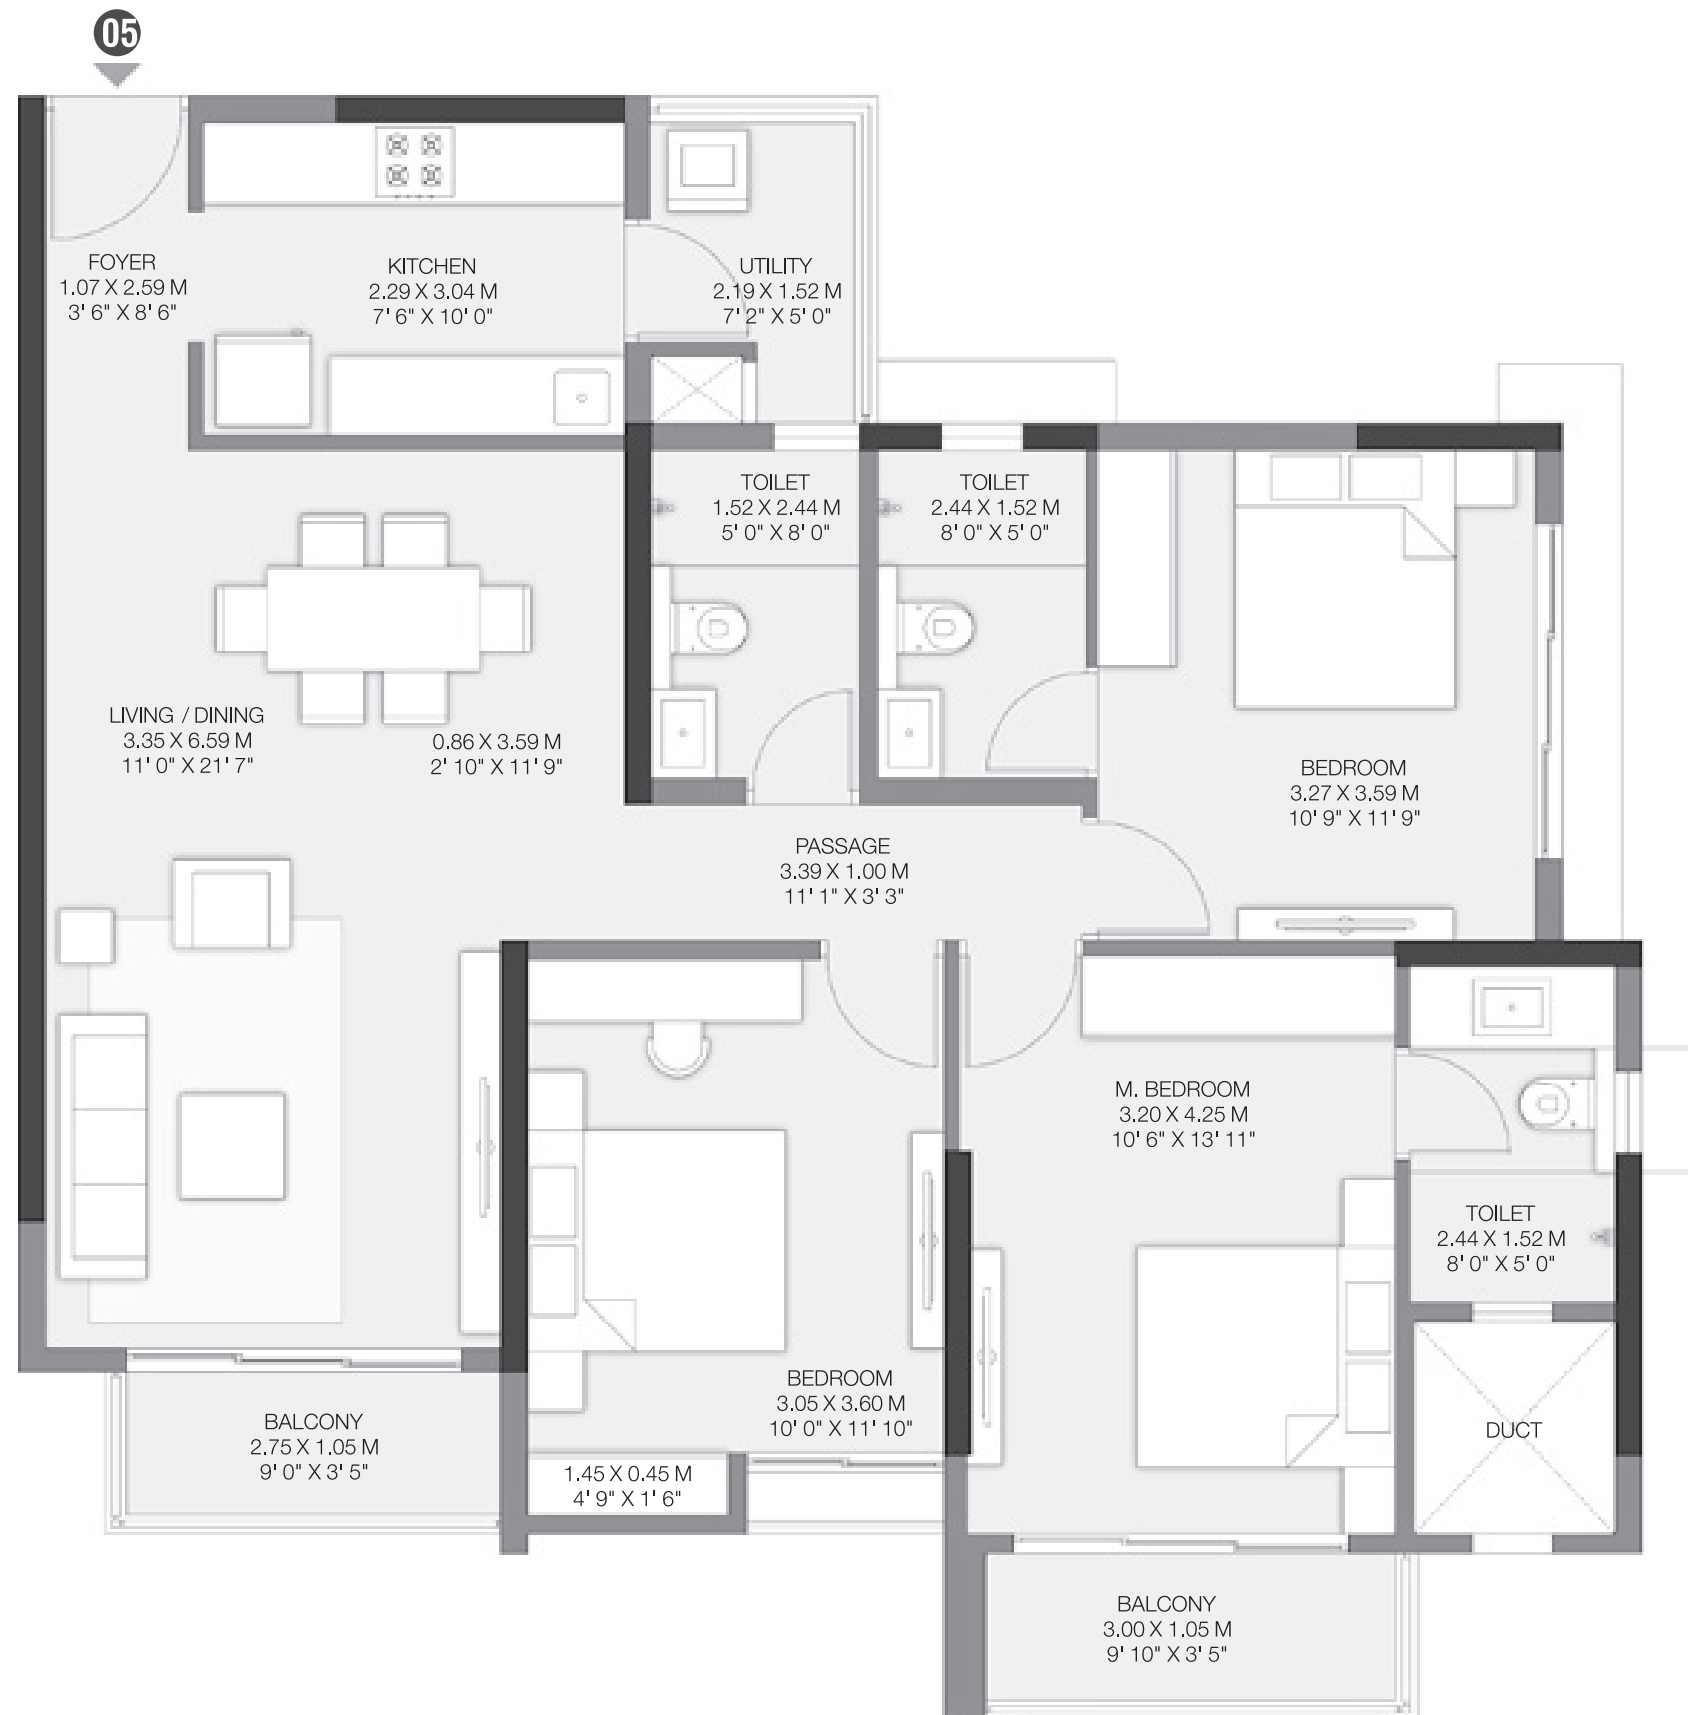 05
FOYER
1.07 X 2.59 M
3' 6" X 8' 6"
KITCHEN
2.29 X 3.04 M
7' 6" X 10' 0"
UTILITY
2.19 X 1.52 M
7' 2" X 5' 0"
TOILET
1.52 X 2.44 M
5' 0" X 8' 0"
TOILET
2.44 X 1.52 M
8' 0" X 5' 0"
LIVING / DINING
3.35 X 6.59 M
11' 0" X 21' 7"
0.86 X 3.59 M
2' 10" X 11' 9"
BEDROOM
3.27 X 3.59 M
10' 9" X 11' 9"
PASSAGE
3.39 X 1.00 M
11' 1" X 3' 3"
M. BEDROOM
3.20 X 4.25 M
10' 6" X 13' 11"
TOILET
2.44 X 1.52 M
8' 0" X 5' 0"
BEDROOM
3.05 X 3.60 M
10' 0" X 11' 10"
DUCT
BALCONY
2.75 X 1.05 M
9' 0" X 3' 5"
1.45 X 0.45 M
4' 9" X 1' 6"
BALCONY
3.00 X 1.05 M
9' 10" X 3' 5"